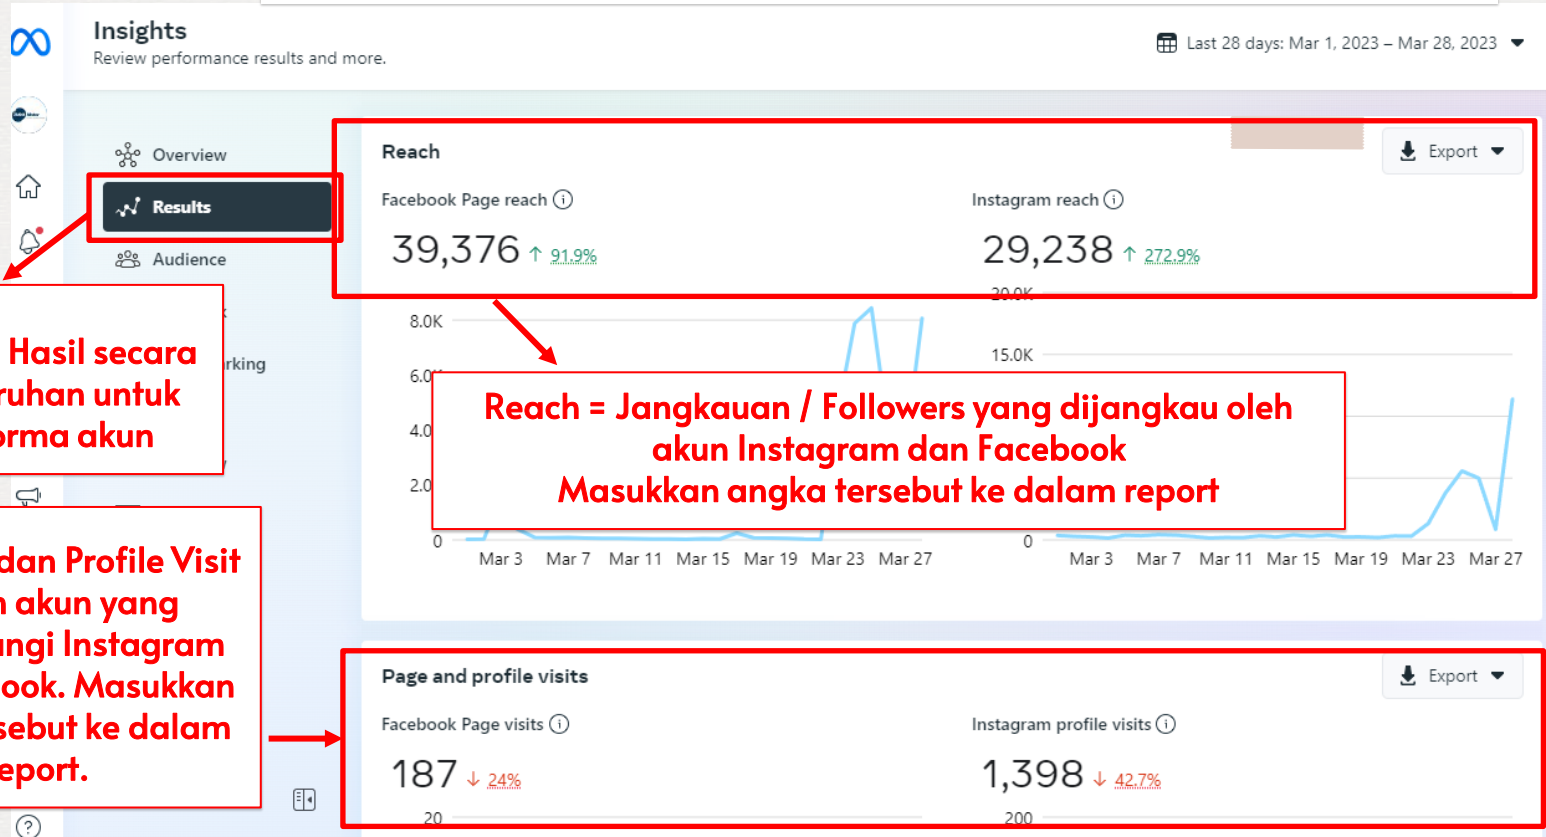 Insights
Review performance results and more.
Last 28 days: Mar 1, 2023 – Mar 28, 2023
Overview
Results
Audience
Reach
Export
Facebook Page reach
39,376 ↑ 91.9%
Instagram reach
29,238 ↑ 272.9%
8.0K
4.0
2.0
0
Mar 3 Mar 7 Mar 11 Mar 15 Mar 19 Mar 23 Mar 27
20.0K
15.0K
0
Mar 3 Mar 7 Mar 11 Mar 15 Mar 19 Mar 23 Mar 27
Hasil secara
ruhan untuk
orma akun
rking
Reach = Jangkauan / Followers yang dijangkau oleh
akun Instagram dan Facebook
Masukkan angka tersebut ke dalam report
dan Profile Visit
akun yang
ngi Instagram
ook. Masukkan
sebut ke dalam
eport.
Page and profile visits
Export
Facebook Page visits
187 ↓ 24%
20
Instagram profile visits
1,398 ↓ 42.7%
200